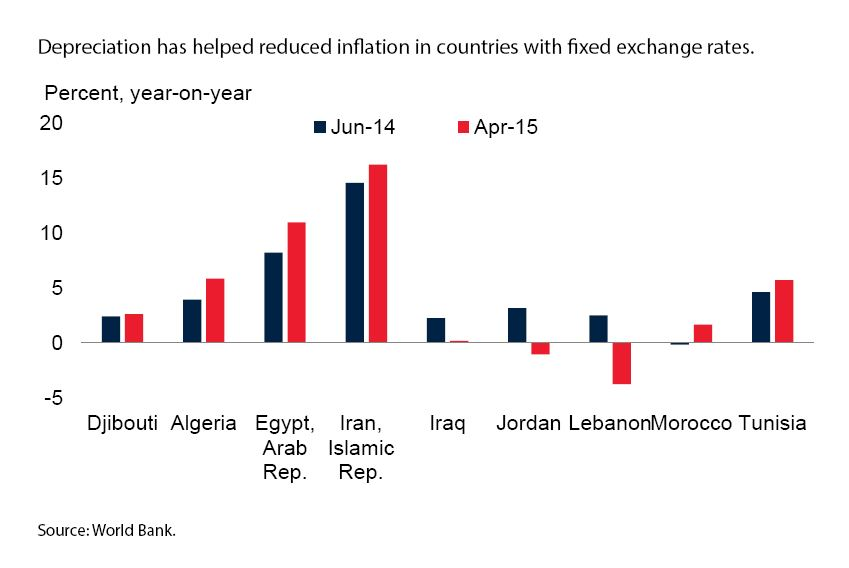 Depreciation has helped reduced inflation in countries with fixed exchange rates.
Percent, year-on-year
Jun-14 Apr-15
20
15
10
5
0
-5
Djibouti Algeria Egypt, Arab Rep. Iran, Islamic Rep. Iraq Jordan Lebanon Morocco Tunisia
Source: World Bank.